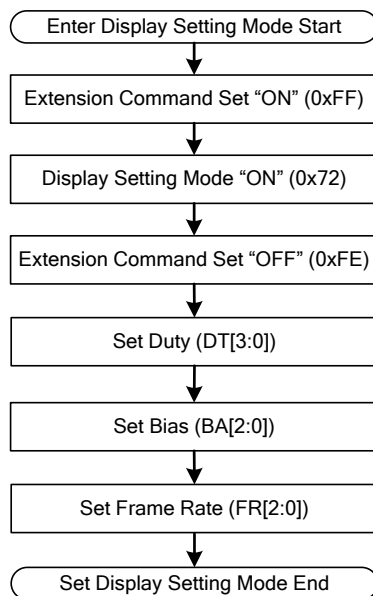 Enter Display Setting Mode Start
Extension Command Set “ON” (0xFF)
Display Setting Mode “ON” (0x72)
Extension Command Set “OFF” (0xFE)
Set Duty (DT[3:0])
Set Bias (BA[2:0])
Set Frame Rate (FR[2:0])
Set Display Setting Mode End